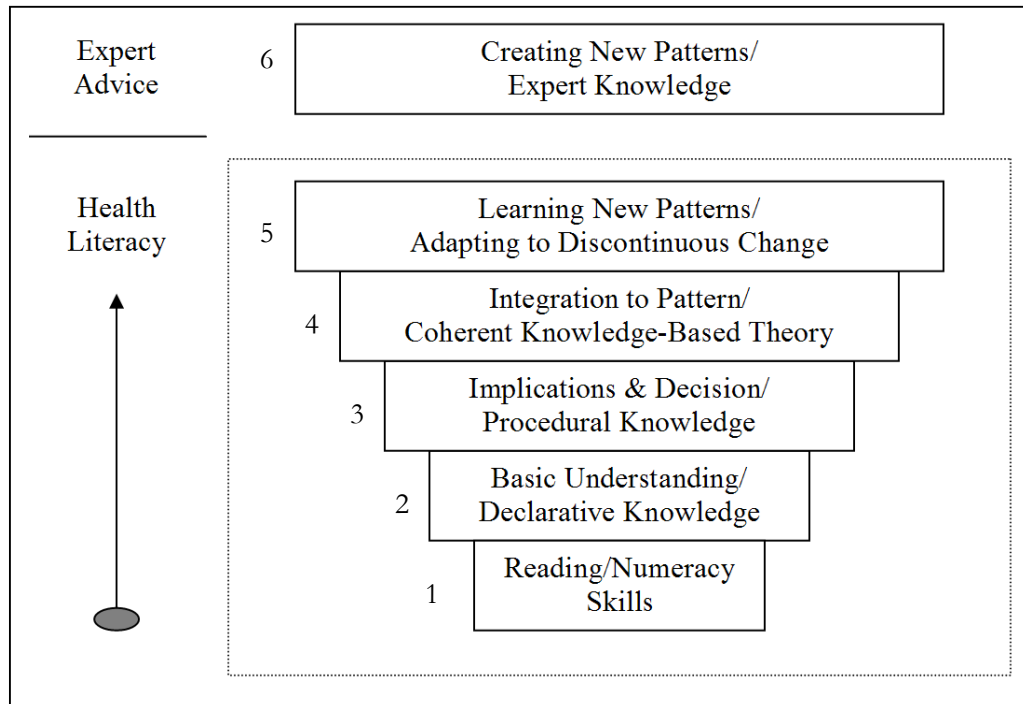 Expert
Advice
6
Creating New Patterns/
Expert Knowledge
Health
Literacy
5
Learning New Patterns/
Adapting to Discontinuous Change
4
Integration to Pattern/
Coherent Knowledge-Based Theory
3
Implications & Decision/
Procedural Knowledge
2
Basic Understanding/
Declarative Knowledge
1
Reading/Numeracy
Skills